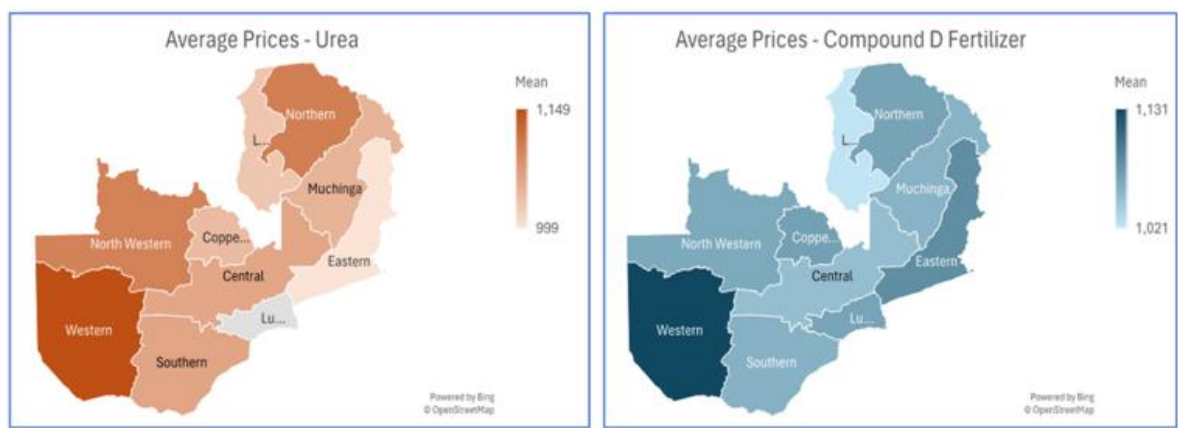 Average Prices - Urea
Mean
1,149
999
Northern
L...
Muchinga
North Western
Coppe...
Eastern
Central
Western
Lu...
Southern
Powered by Bing
© OpenStreetMap
Average Prices - Compound D Fertilizer
Mean
1,131
1,021
Northern
L...
Muchinga
North Western
Coppe...
Eastern
Central
Western
Lu...
Southern
Powered by Bing
© OpenStreetMap